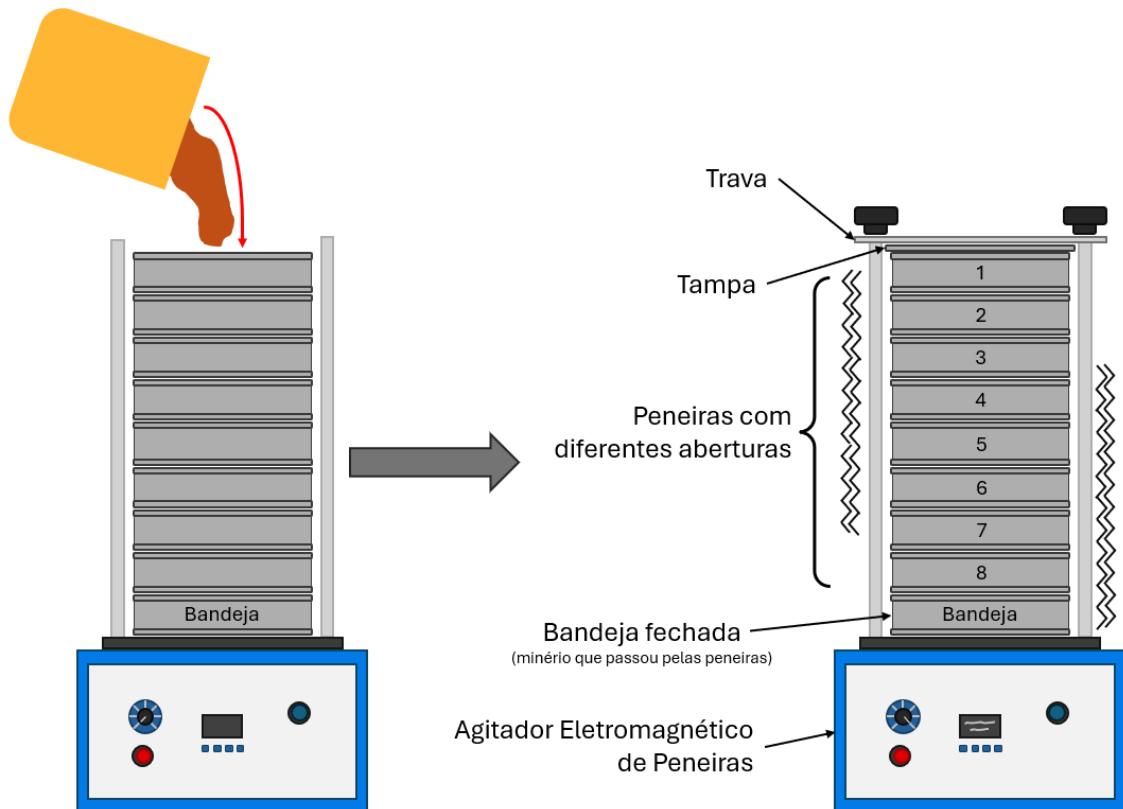 Bandeja
Trava
Tampa
Peneiras com
diferentes aberturas
1
2
3
4
5
6
7
8
Bandeja
Bandeja fechada
(minério que passou pelas peneiras)
Agitador Eletromagnético
de Peneiras